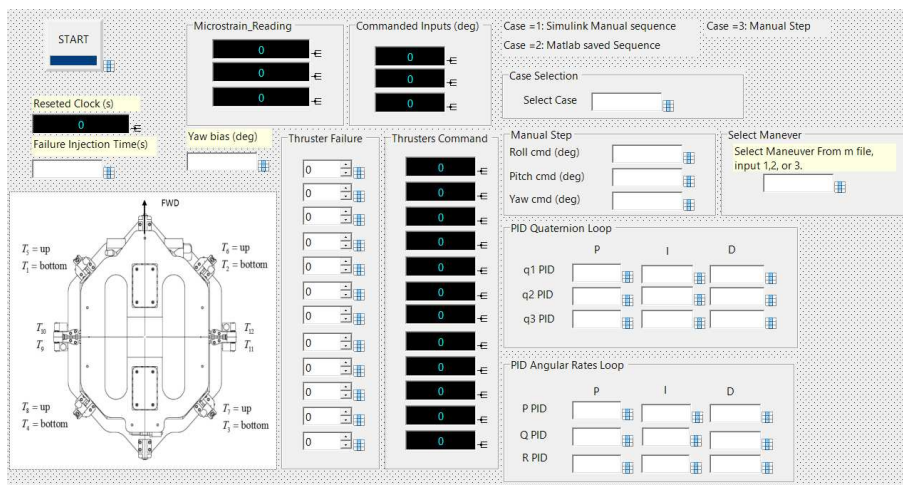 START
Reseted Clock (s)
0
Failure Injection Time(s)
Microstrain_Reading
0
0
0
Yaw bias (deg)
Commanded Inputs (deg)
0
0
0
Case =1: Simulink Manual sequence
Case =3: Manual Step
Case =2: Matlab saved Sequence
Case Selection
Select Case
Thruster Failure
0
0
0
0
0
0
0
0
0
0
0
0
Thrusters Command
0
0
0
0
0
0
0
0
0
0
0
0
Manual Step
Roll cmd (deg)
Pitch cmd (deg)
Yaw cmd (deg)
Select Manever
Select Maneuver From m file,
input 1,2, or 3.
PID Quaternion Loop
P I D
q1 PID
q2 PID
q3 PID
PID Angular Rates Loop
P I D
P PID
Q PID
R PID
FWD
T5 = up
T1 = bottom
T6 = up
T2 = bottom
T10
T9
T12
T11
T8 = up
T4 = bottom
T7 = up
T3 = bottom